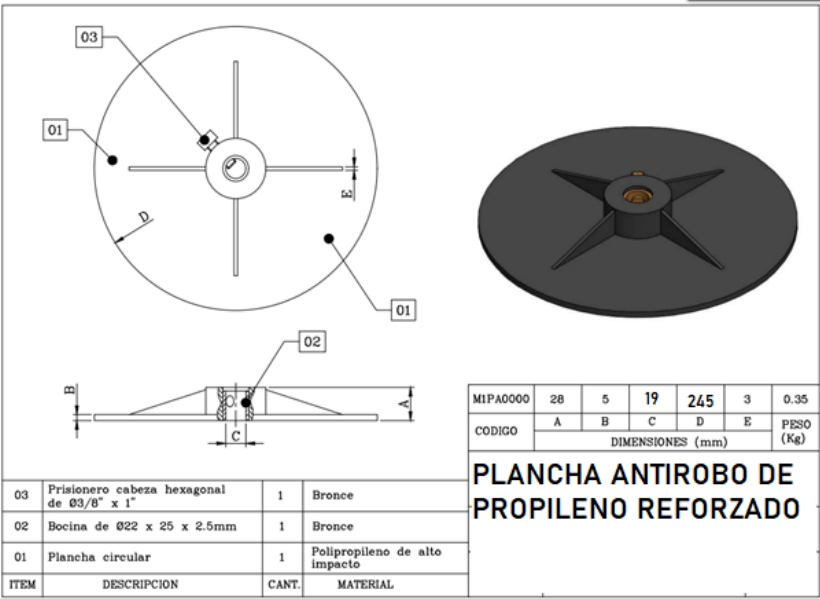 03
01
E
D
01
02
B
A
C
M1PA0000 28 5 19 245 3 0.35
CODIGO A B C D E PESO (Kg)
DIMENSIONES (mm)
PLANCHA ANTIROBO DE
PROPILENO REFORZADO
03 Prisionero cabeza hexagonal 1 Bronce
de Ø3/8" x 1"
02 Bocina de Ø22 x 25 x 2.5mm 1 Bronce
01 Plancha circular 1 Polipropileno de alto
impacto
ITEM DESCRIPCION CANT. MATERIAL